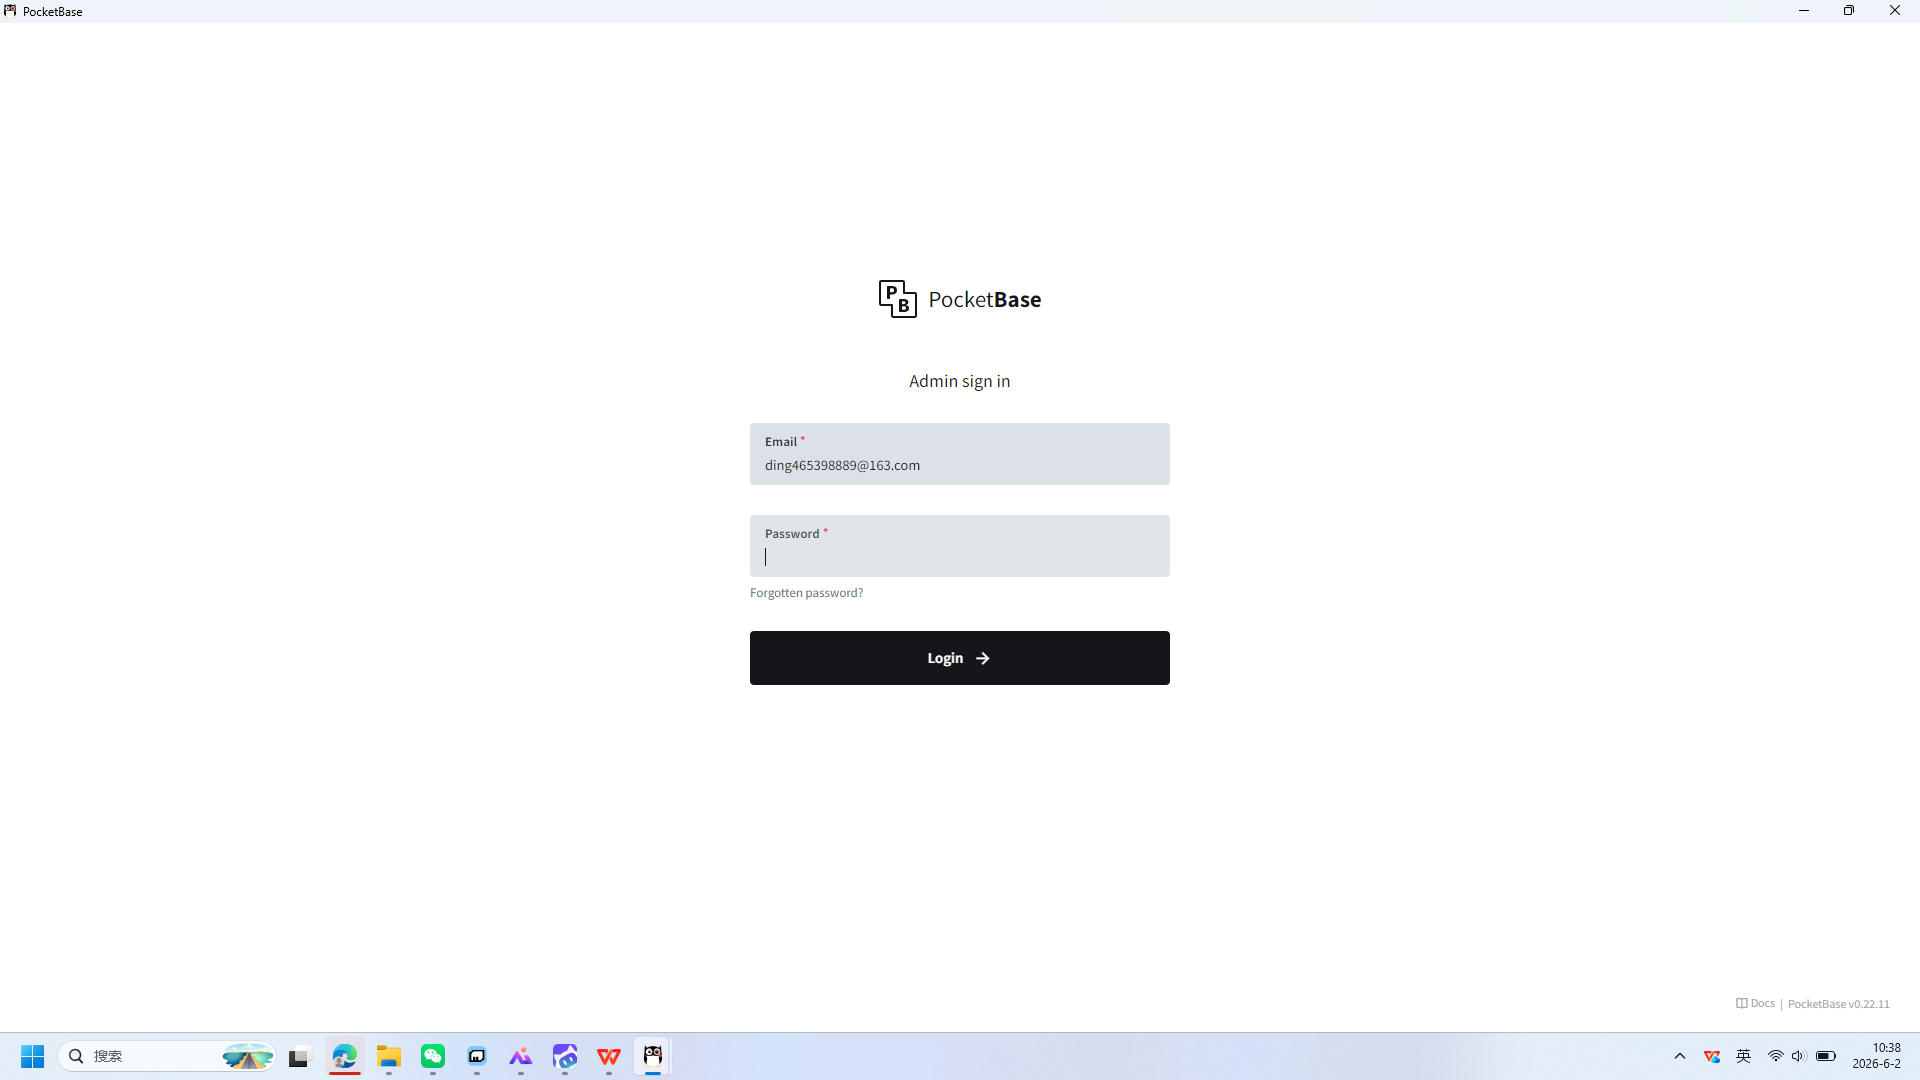 PocketBase
P
B
PocketBase
Admin sign in
Email *
ding465398889@163.com
Password *
Forgotten password?
Login →
Docs | PocketBase v0.22.11
搜索
英
10:38
2026-6-2